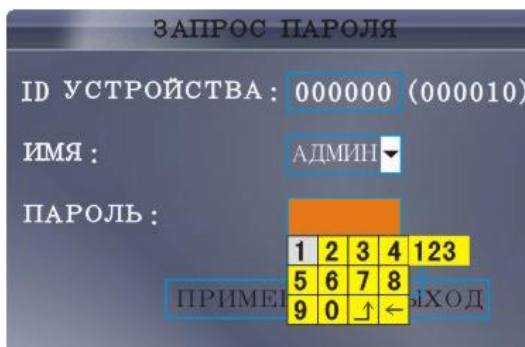 ЗАПРОС ПАРОЛЯ
ID УСТРОЙСТВА: 000000 (000010)
ИМЯ: АДМИН
ПАРОЛЬ:
1 2 3 4 123
5 6 7 8
9 0